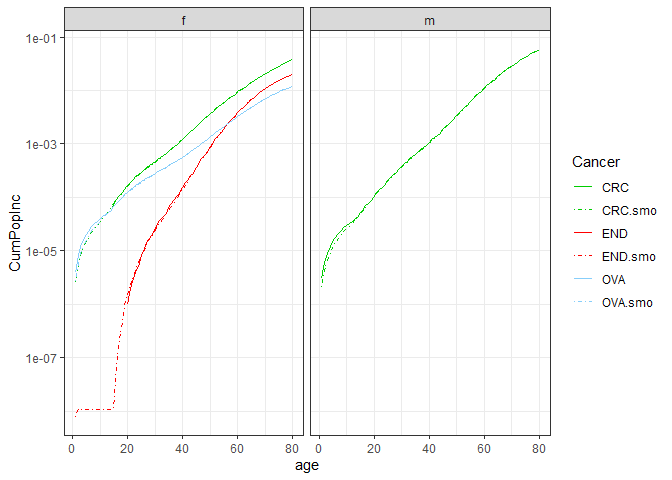 f
m
1e-01
1e-03
1e-05
1e-07
CumPopInc
0
20
40
60
80
0
20
40
60
80
age
Cancer
CRC
CRC.smo
END
END.smo
OVA
OVA.smo